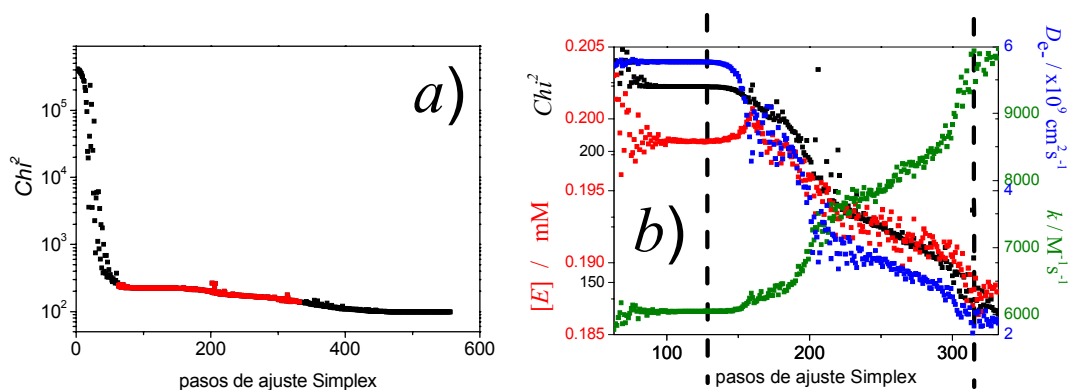 a)
10⁵
10⁴
10³
10²
Chi²
0 200 400 600
pasos de ajuste Simplex
b)
0.205
0.200
0.195
0.190
0.185
[E] / mM
200
150
Chi²
6
4
2
D e- / x10⁹ cm²s⁻¹
9000
8000
7000
6000
k / M⁻¹s⁻¹
100 200 300
pasos de ajuste Simplex